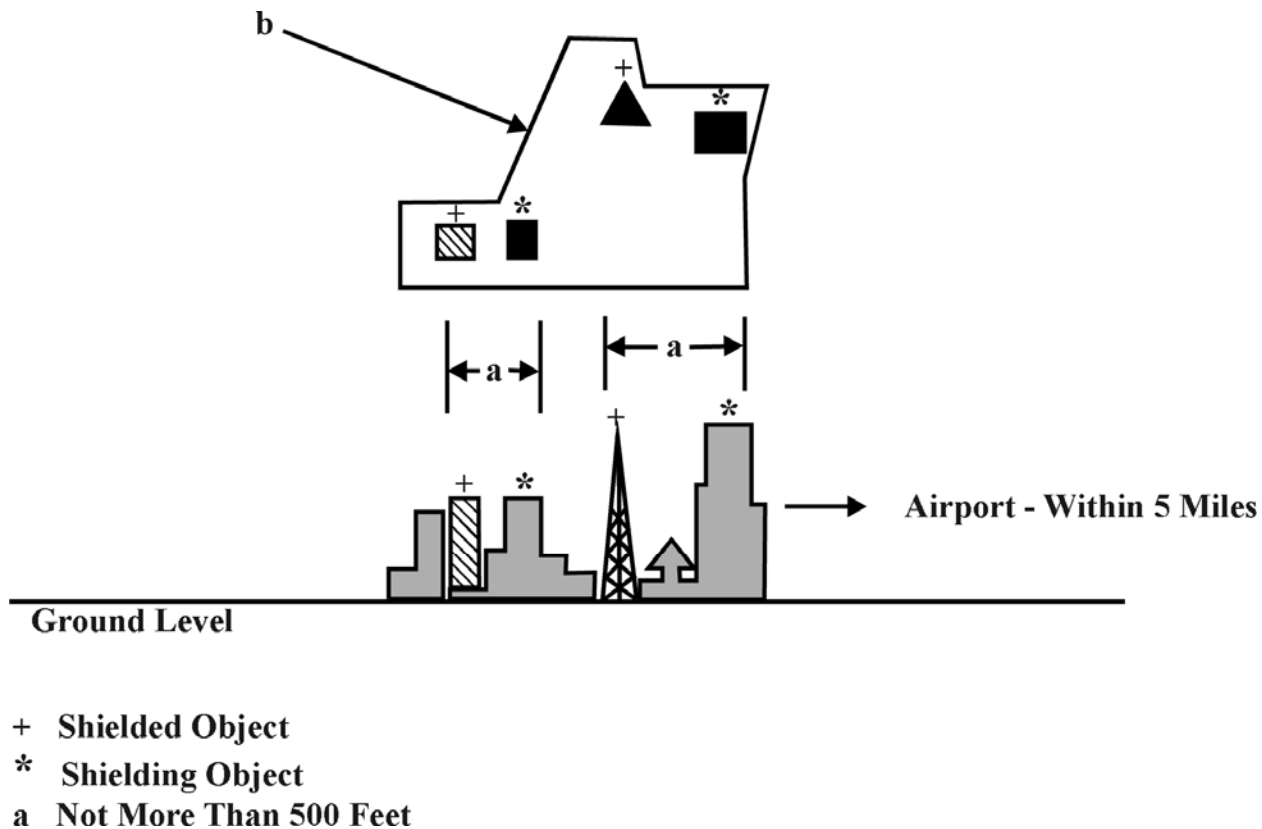 b
+
*
+
*
a
a
+
*
+
*
Airport - Within 5 Miles
Ground Level
+ Shielded Object
* Shielding Object
a Not More Than 500 Feet